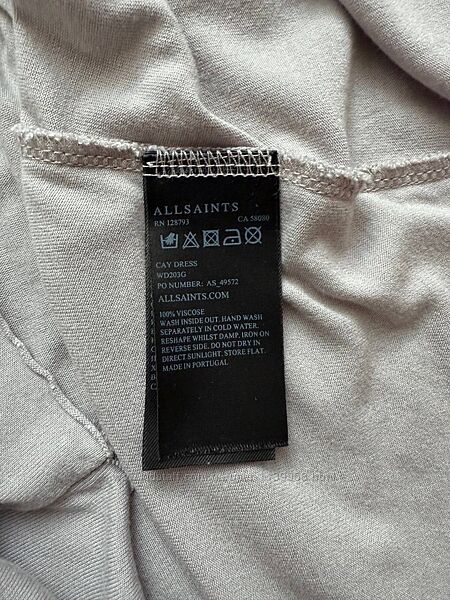 ALLSAINTS
RN 128793 CA 58080
CAY DRESS
WD203G
PO NUMBER: AS_49572
ALLSAINTS.COM
100% VISCOSE
WASH INSIDE OUT. HAND WASH
SEPARATELY IN COLD WATER.
RESHAPE WHILST DAMP, IRON ON
REVERSE SIDE. DO NOT DRY IN
DIRECT SUNLIGHT. STORE FLAT.
MADE IN PORTUGAL